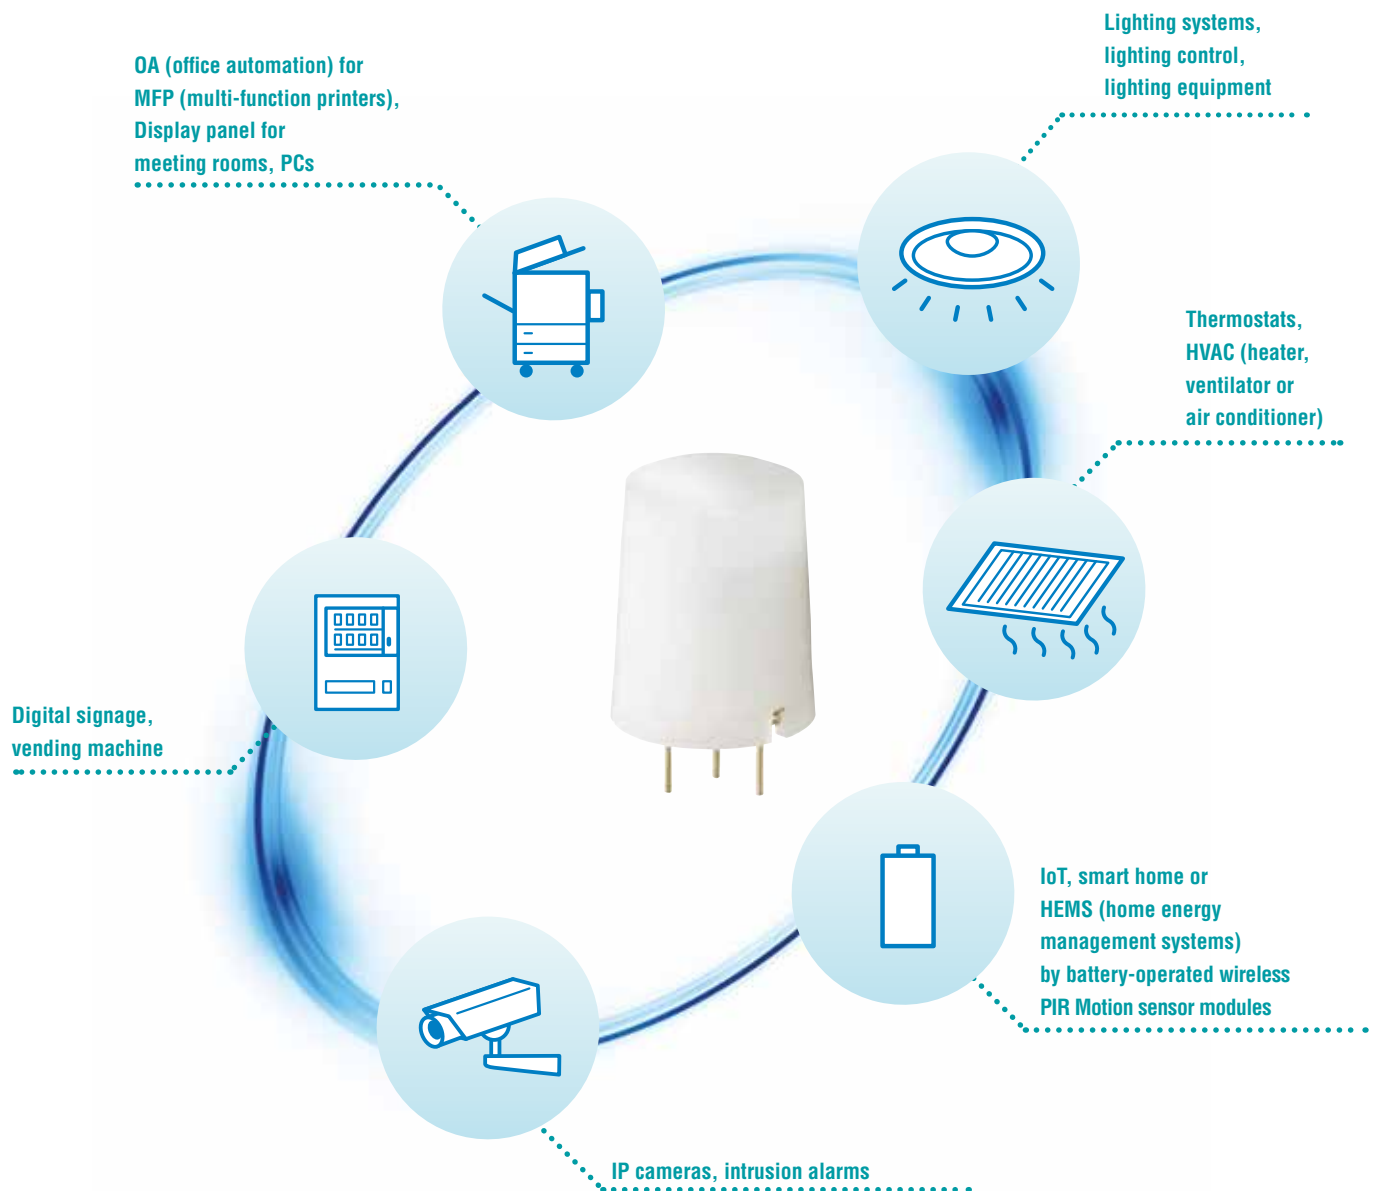 OA (office automation) for
MFP (multi-function printers),
Display panel for
meeting rooms, PCs
Lighting systems,
lighting control,
lighting equipment
Thermostats,
HVAC (heater,
ventilator or
air conditioner)
Digital signage,
vending machine
IoT, smart home or
HEMS (home energy
management systems)
by battery-operated wireless
PIR Motion sensor modules
IP cameras, intrusion alarms